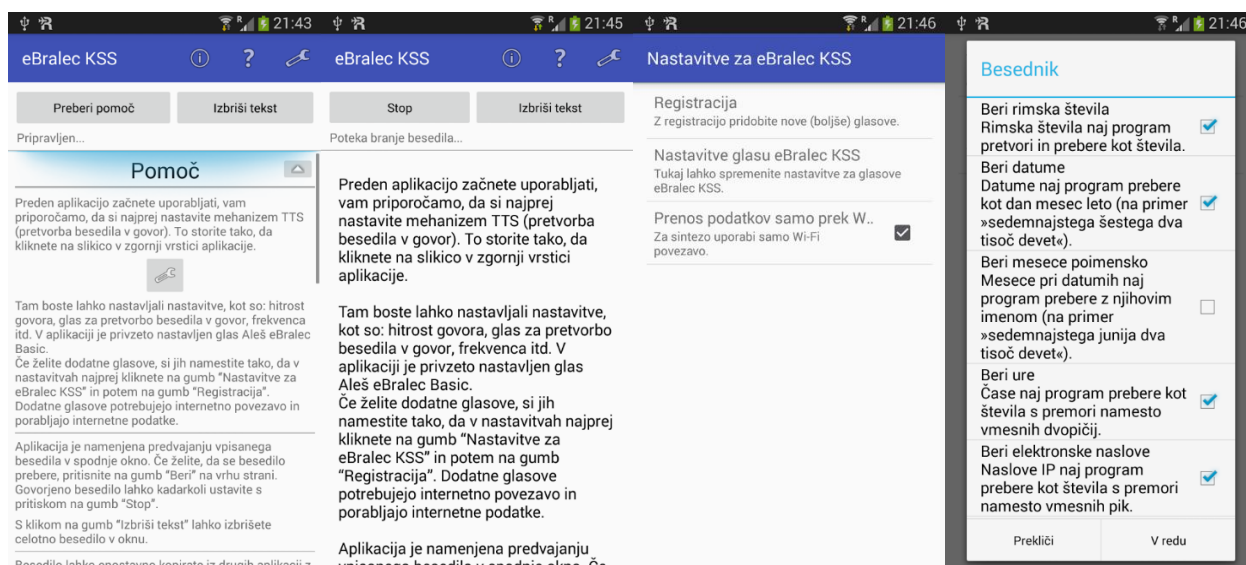 21:43
eBralec KSS
Preberi pomoč
Izbriši tekst
Pripravljen...
Pomoč
Preden aplikacijo začnete uporabljati, vam
priporočamo, da si najprej nastavite mehanizem TTS
(pretvorba besedila v govor). To storite tako, da
kliknete na slikico v zgornji vrstici aplikacije.
Tam boste lahko nastavljali nastavitve, kot so: hitrost
govora, glas za pretvorbo besedila v govor, frekvenca
itd. V aplikaciji je privzeto nastavljen glas Aleš eBralec
Basic.
Če želite dodatne glasove, si jih namestite tako, da v
nastavitvah najprej kliknete na gumb "Nastavitve za
eBralec KSS" in potem na gumb "Registracija".
Dodatne glasove potrebujejo internetno povezavo in
porabljajo internetne podatke.
Aplikacija je namenjena predvajanju vpisanega
besedila v spodnje okno. Če želite, da se besedilo
prebere, pritisnite na gumb "Beri" na vrhu strani.
Govorjeno besedilo lahko kadarkoli ustavite s
pritiskom na gumb "Stop".
S klikom na gumb "Izbriši tekst" lahko izbrišete
celotno besedilo v oknu.
21:45
eBralec KSS
Stop
Izbriši tekst
Poteka branje besedila...
Preden aplikacijo začnete uporabljati,
vam priporočamo, da si najprej
nastavite mehanizem TTS (pretvorba
besedila v govor). To storite tako, da
kliknete na slikico v zgornji vrstici
aplikacije.
Tam boste lahko nastavljali nastavitve,
kot so: hitrost govora, glas za pretvorbo
besedila v govor, frekvenca itd. V
aplikaciji je privzeto nastavljen glas
Aleš eBralec Basic.
Če želite dodatne glasove, si jih
namestite tako, da v nastavitvah najprej
kliknete na gumb "Nastavitve za
eBralec KSS" in potem na gumb
"Registracija". Dodatne glasove
potrebujejo internetno povezavo in
porabljajo internetne podatke.
Aplikacija je namenjena predvajanju
21:46
Nastavitve za eBralec KSS
Registracija
Z registracijo pridobite nove (boljše) glasove.
Nastavitve glasu eBralec KSS
Tukaj lahko spremenite nastavitve za glasove
eBralec KSS.
Prenos podatkov samo prek W..
Za sintezo uporabi samo Wi-Fi
povezavo.
21:46
Besednik
Beri rimska števila
Rimska števila naj program
pretvori in prebere kot števila.
Beri datume
Datume naj program prebere
kot dan mesec leto (na primer
»sedemnajstega šestega dva
tisoč devet«).
Beri mesece poimensko
Mesece pri datumih naj
program prebere z njihovim
imenom (na primer
»sedemnajstega junija dva
tisoč devet«).
Beri ure
Čase naj program prebere kot
števila s premori namesto
vmesnih dvopičij.
Beri elektronske naslove
Naslove IP naj program
prebere kot števila s premori
namesto vmesnih pik.
Prekliči
V redu